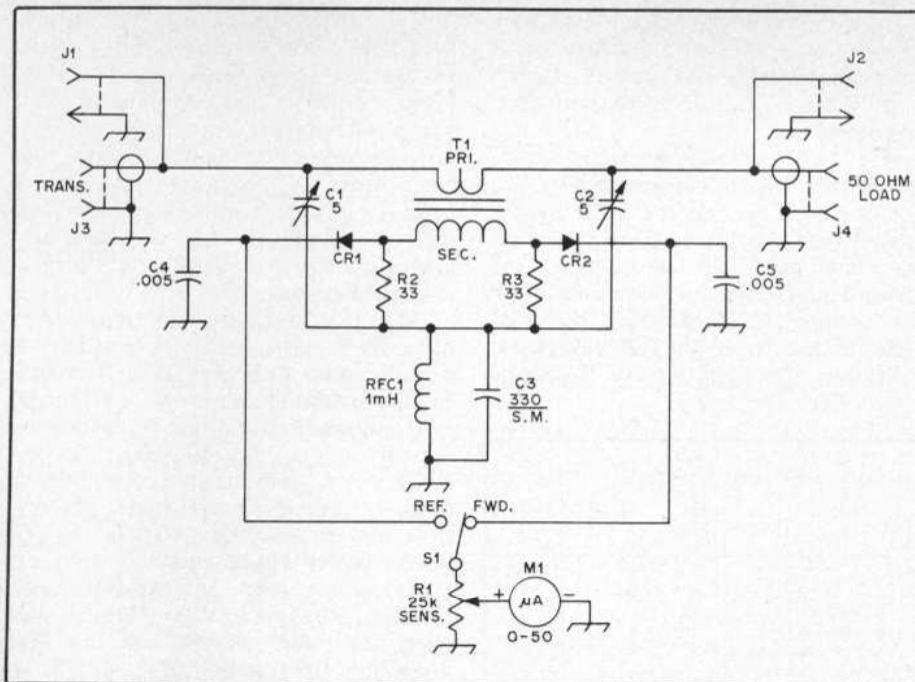 J1
J2
T1
PRI.
TRANS.
50 OHM
LOAD
C1
5
C2
5
J3
J4
SEC.
CR1
CR2
C4
.005
C5
.005
R2
33
R3
33
RFC1
1mH
C3
330
S.M.
REF.
FWD.
S1
M1
R1
25k
SENS.
+
μA
−
0-50